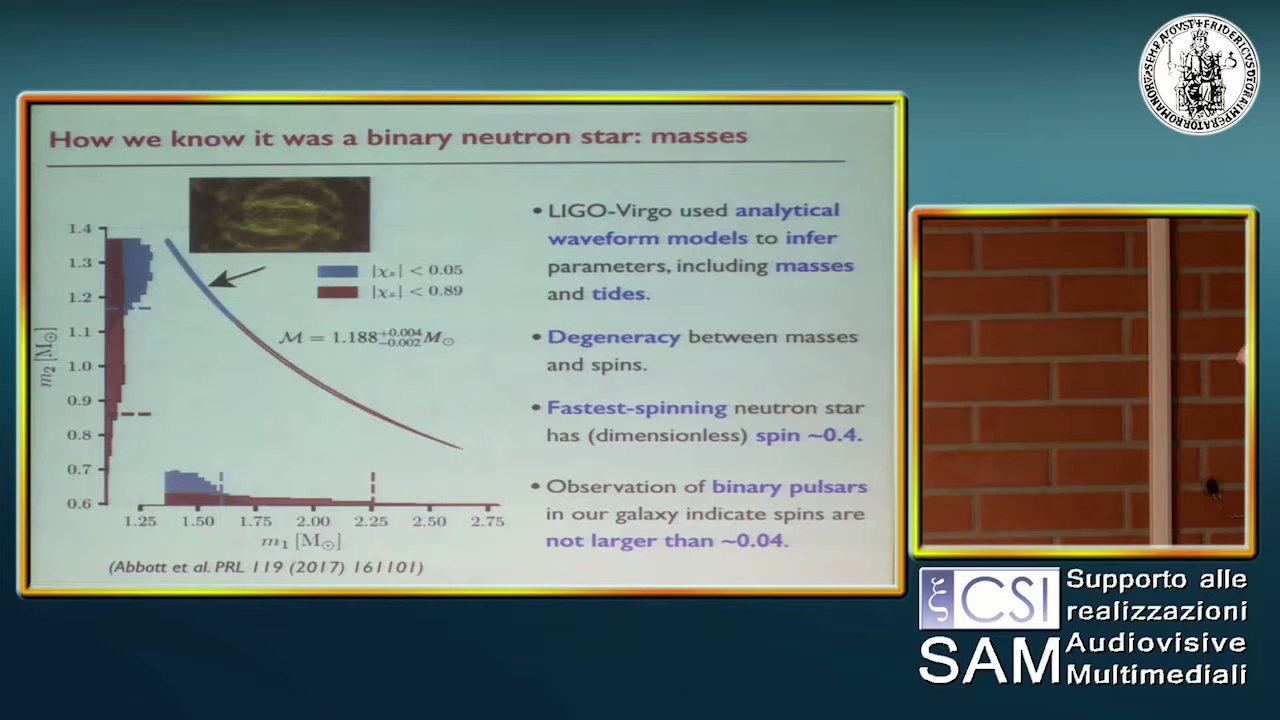 How we know it was a binary neutron star: masses
• LIGO-Virgo used analytical
waveform models to infer
parameters, including masses
and tides.
• Degeneracy between masses
and spins.
• Fastest-spinning neutron star
has (dimensionless) spin ~0.4.
• Observation of binary pulsars
in our galaxy indicate spins are
not larger than ~0.04.
|χz| < 0.05
|χz| < 0.89
M = 1.188+0.004−0.002 M⊙
m2 [M⊙]
1.4
1.3
1.2
1.1
1.0
0.9
0.8
0.7
0.6
1.25 1.50 1.75 2.00 2.25 2.50 2.75
m1 [M⊙]
(Abbott et al. PRL 119 (2017) 161101)
ξ CSI
SAM
Supporto alle
realizzazioni
Audiovisive
Multimediali